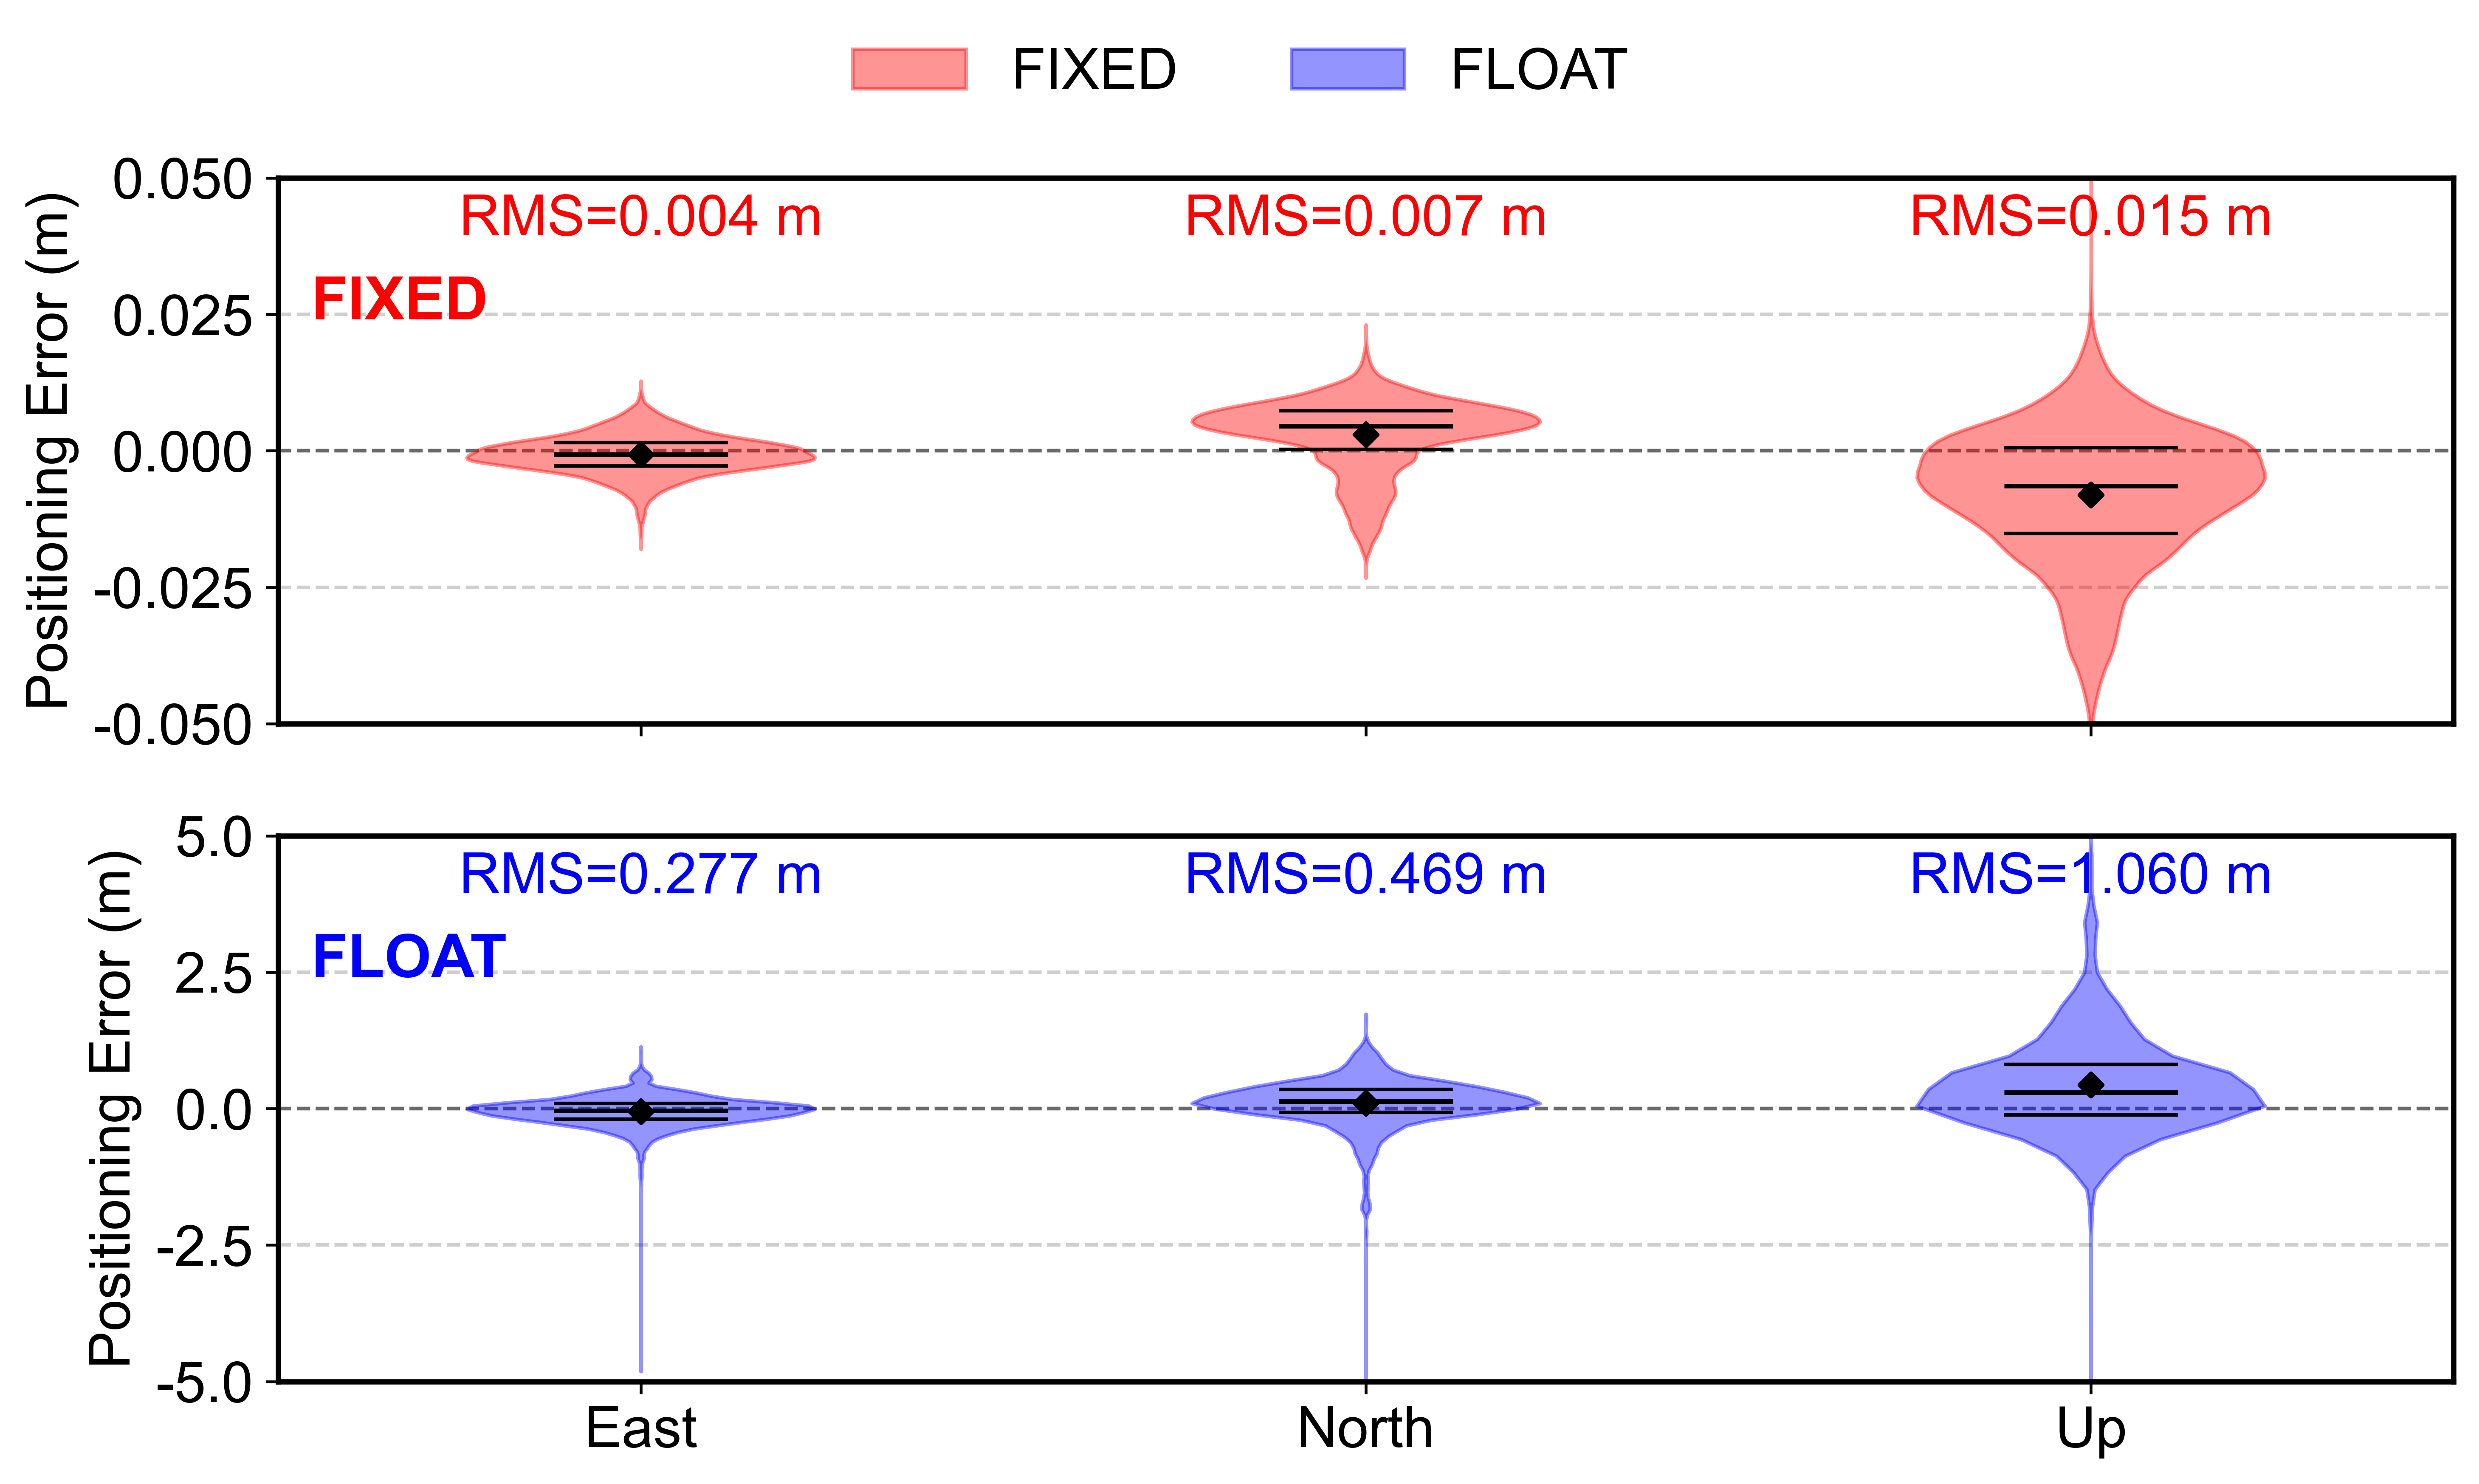 FIXED FLOAT
Positioning Error (m)
0.050
0.025
0.000
-0.025
-0.050
RMS=0.004 m RMS=0.007 m RMS=0.015 m
FIXED
Positioning Error (m)
5.0
2.5
0.0
-2.5
-5.0
RMS=0.277 m RMS=0.469 m RMS=1.060 m
FLOAT
East North Up